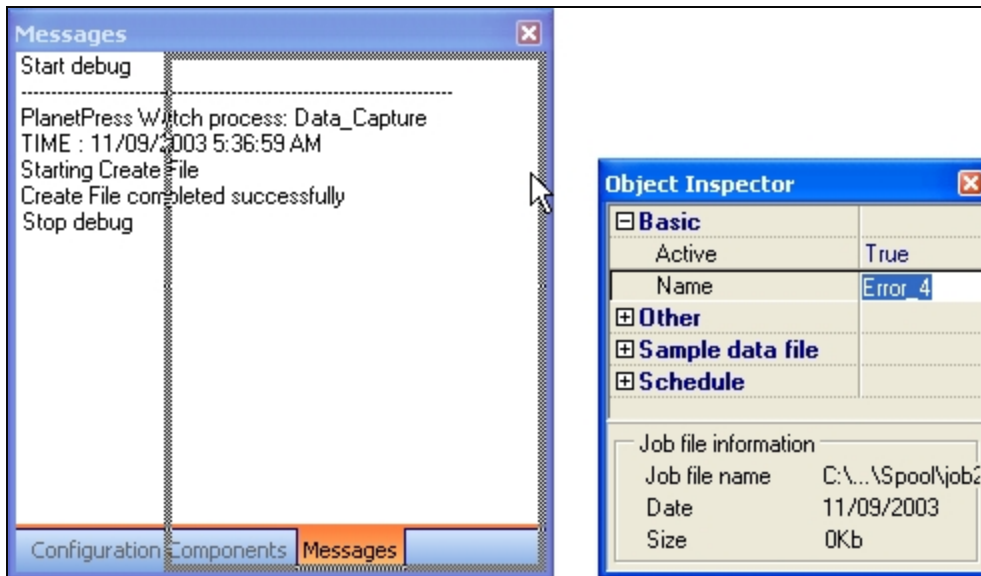 Messages
Start debug
PlanetPress Watch process: Data_Capture
TIME : 11/09/2003 5:36:59 AM
Starting Create File
Create File completed successfully
Stop debug
Configuration Components Messages
Object Inspector
Basic
Active True
Name Error_4
Other
Sample data file
Schedule
Job file information
Job file name C:\...\Spool\job2
Date 11/09/2003
Size 0Kb